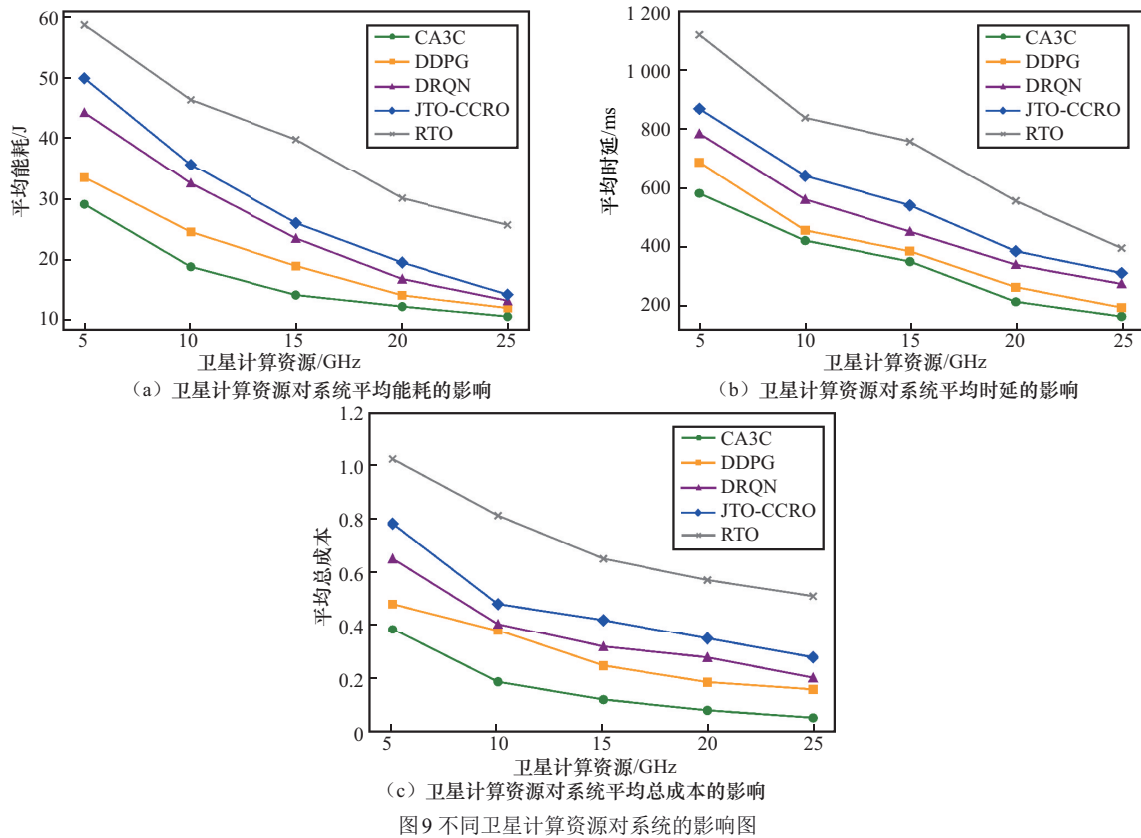 60
50
40
30
20
10
平均能耗/J
CA3C
DDPG
DRQN
JTO-CCRO
RTO
5 10 15 20 25
卫星计算资源/GHz
（a）卫星计算资源对系统平均能耗的影响
1 200
1 000
800
600
400
200
平均时延/ms
CA3C
DDPG
DRQN
JTO-CCRO
RTO
5 10 15 20 25
卫星计算资源/GHz
（b）卫星计算资源对系统平均时延的影响
1.2
1.0
0.8
0.6
0.4
0.2
0
平均总成本
CA3C
DDPG
DRQN
JTO-CCRO
RTO
5 10 15 20 25
卫星计算资源/GHz
（c）卫星计算资源对系统平均总成本的影响
图9 不同卫星计算资源对系统的影响图